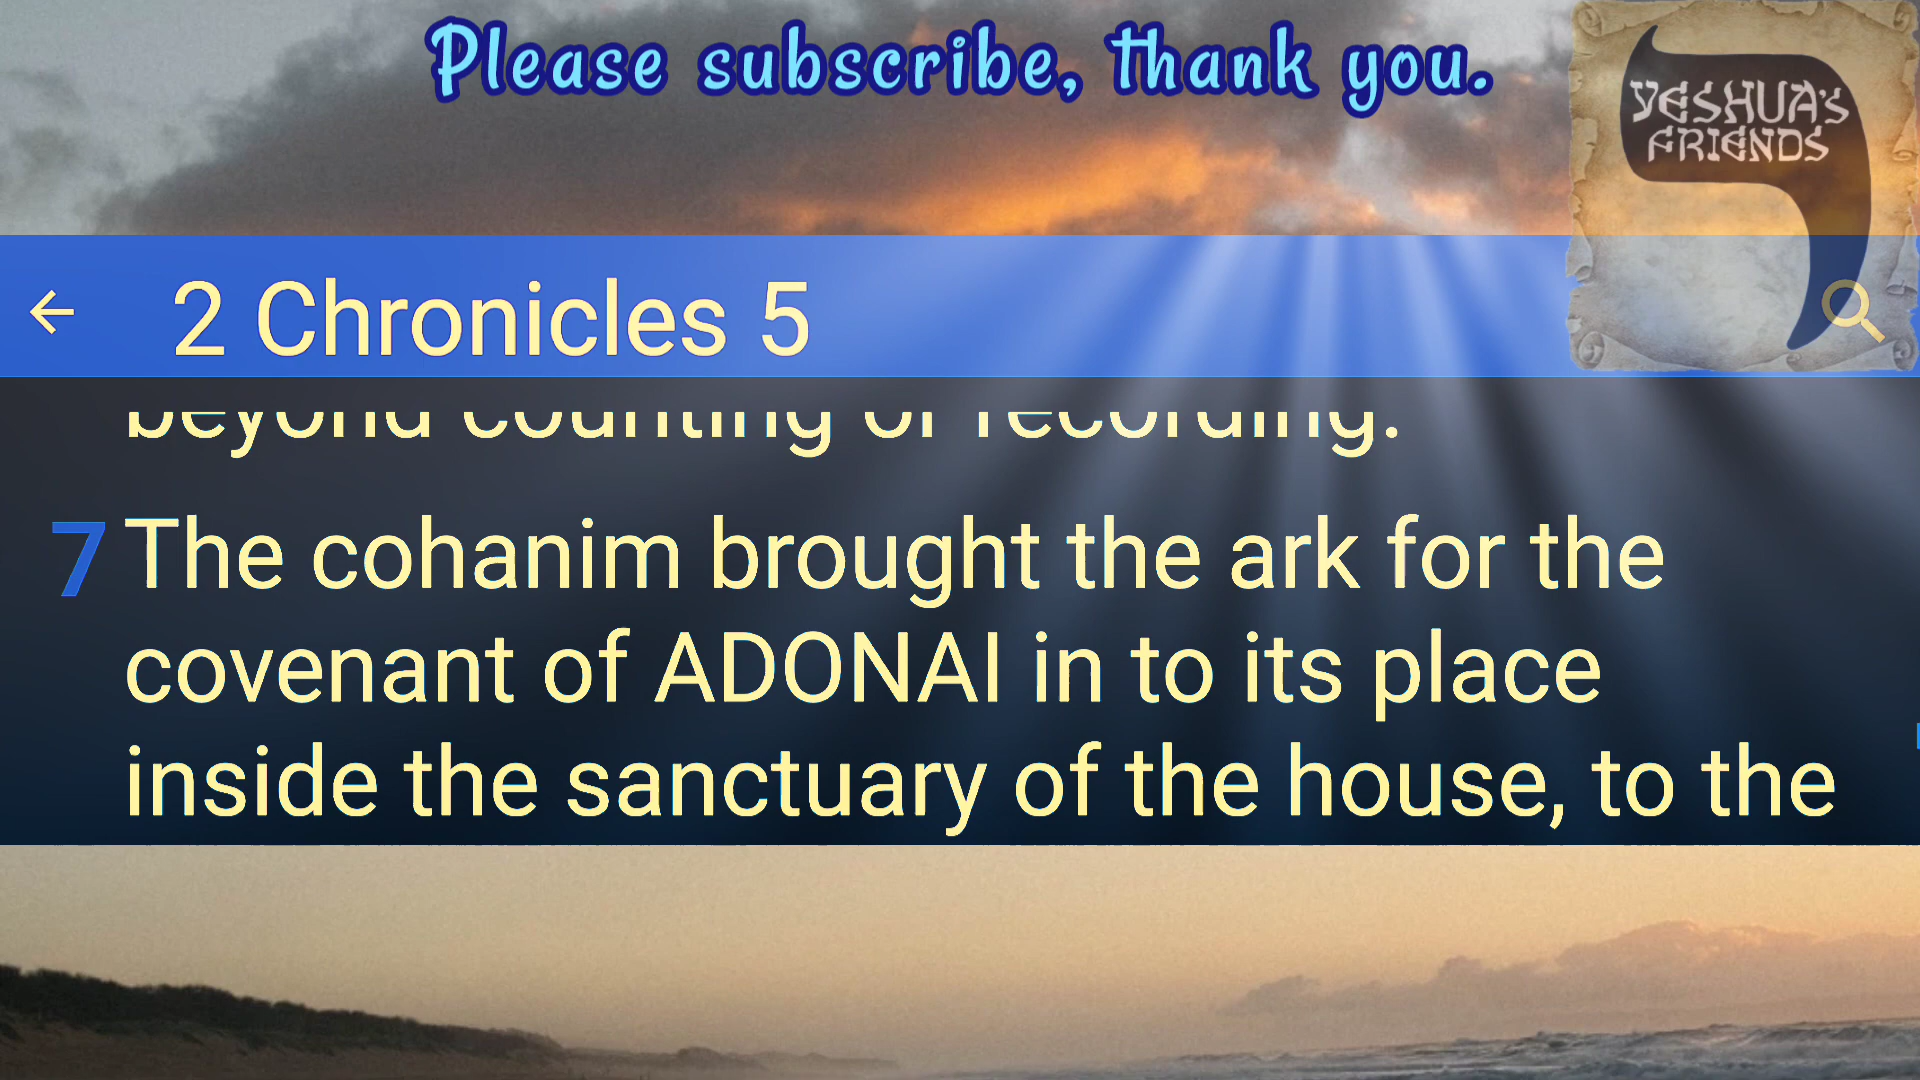 Please subscribe, thank you.
YESHUA'S
FRIENDS
2 Chronicles 5
beyond counting or recording.
7 The cohanim brought the ark for the
covenant of ADONAI in to its place
inside the sanctuary of the house, to the